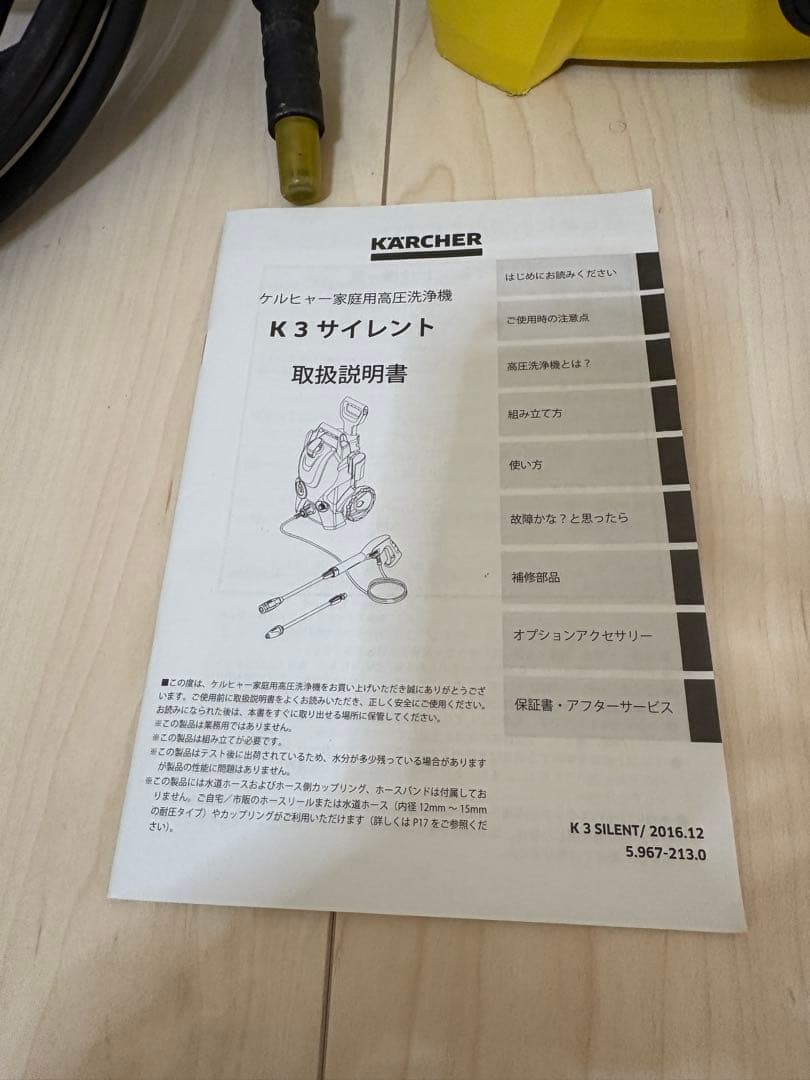 KÄRCHER
ケルヒャー家庭用高圧洗浄機
K 3 サイレント
取扱説明書
はじめにお読みください
ご使用時の注意点
高圧洗浄機とは？
組み立て方
使い方
故障かな？と思ったら
補修部品
オプションアクセサリー
保証書・アフターサービス
■この度は、ケルヒャー家庭用高圧洗浄機をお買い上げいただき誠にありがとうござ
います。ご使用前に取扱説明書をよくお読みいただき、正しく安全にご使用ください。
お読みになられた後は、本書をすぐに取り出せる場所に保管してください。
※この製品は業務用ではありません。
※この製品は組み立てが必要です。
※この製品はテスト後に出荷されているため、水分が多少残っている場合があります
が製品の性能に問題はありません。
※この製品には水道ホースおよびホース側カップリング、ホースバンドは付属してお
りません。ご自宅／市販のホースリールまたは水道ホース（内径12mm～15mm
の耐圧タイプ）やカップリングがご利用いただけます（詳しくは P17 をご参照くだ
さい）。
K 3 SILENT/ 2016.12
5.967-213.0